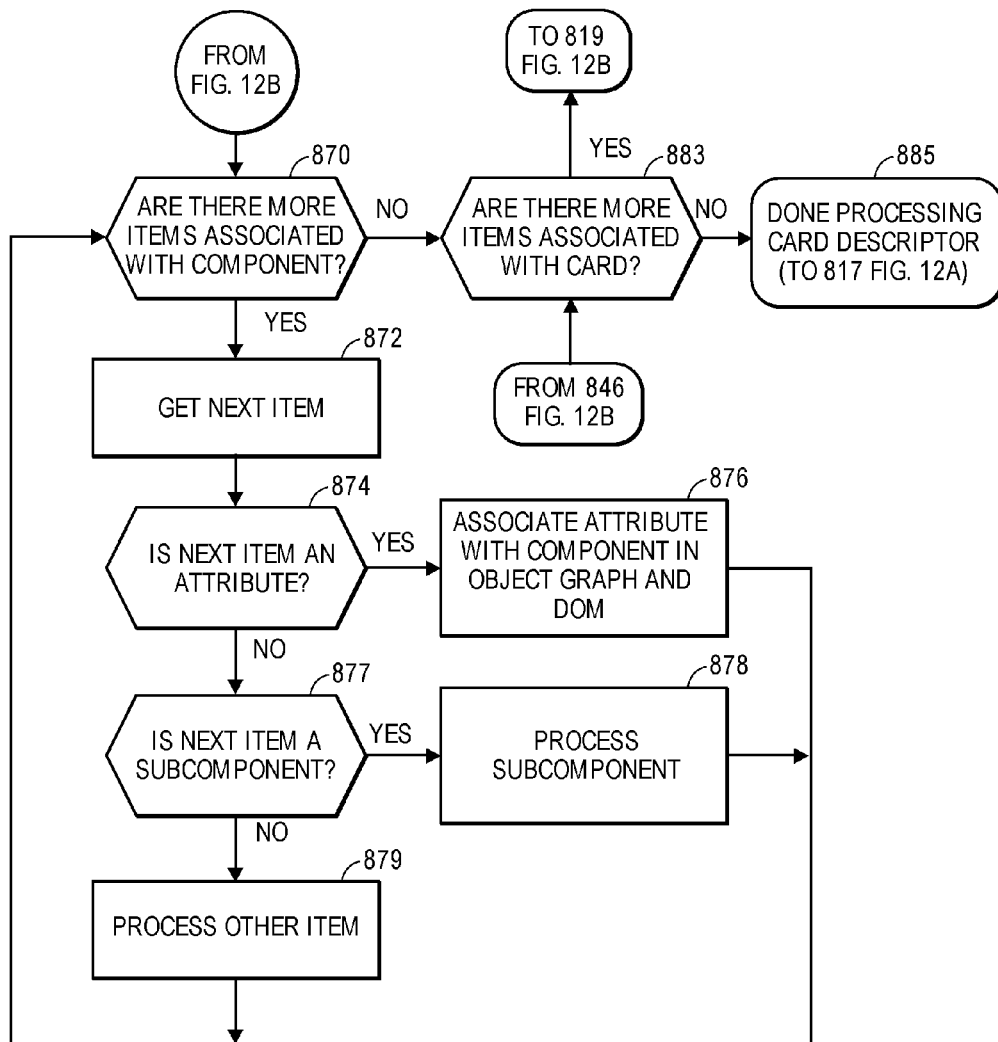 FROM
FIG. 12B
TO 819
FIG. 12B
YES
870
ARE THERE MORE
ITEMS ASSOCIATED
WITH COMPONENT?
NO
883
ARE THERE MORE
ITEMS ASSOCIATED
WITH CARD?
NO
885
DONE PROCESSING
CARD DESCRIPTOR
(TO 817 FIG. 12A)
YES
872
GET NEXT ITEM
FROM 846
FIG. 12B
874
IS NEXT ITEM AN
ATTRIBUTE?
YES
876
ASSOCIATE ATTRIBUTE
WITH COMPONENT IN
OBJECT GRAPH AND
DOM
NO
877
IS NEXT ITEM A
SUBCOMPONENT?
YES
878
PROCESS
SUBCOMPONENT
NO
879
PROCESS OTHER ITEM